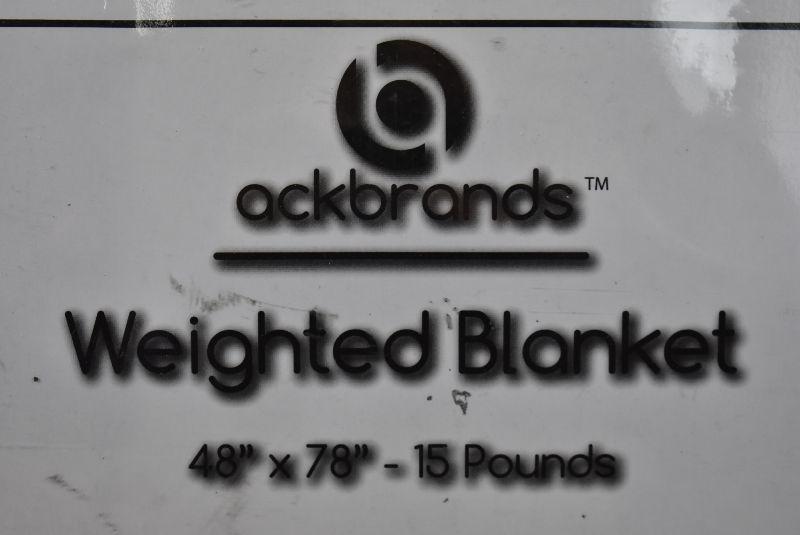 ackbrands™
Weighted Blanket
48” x 78” - 15 Pounds